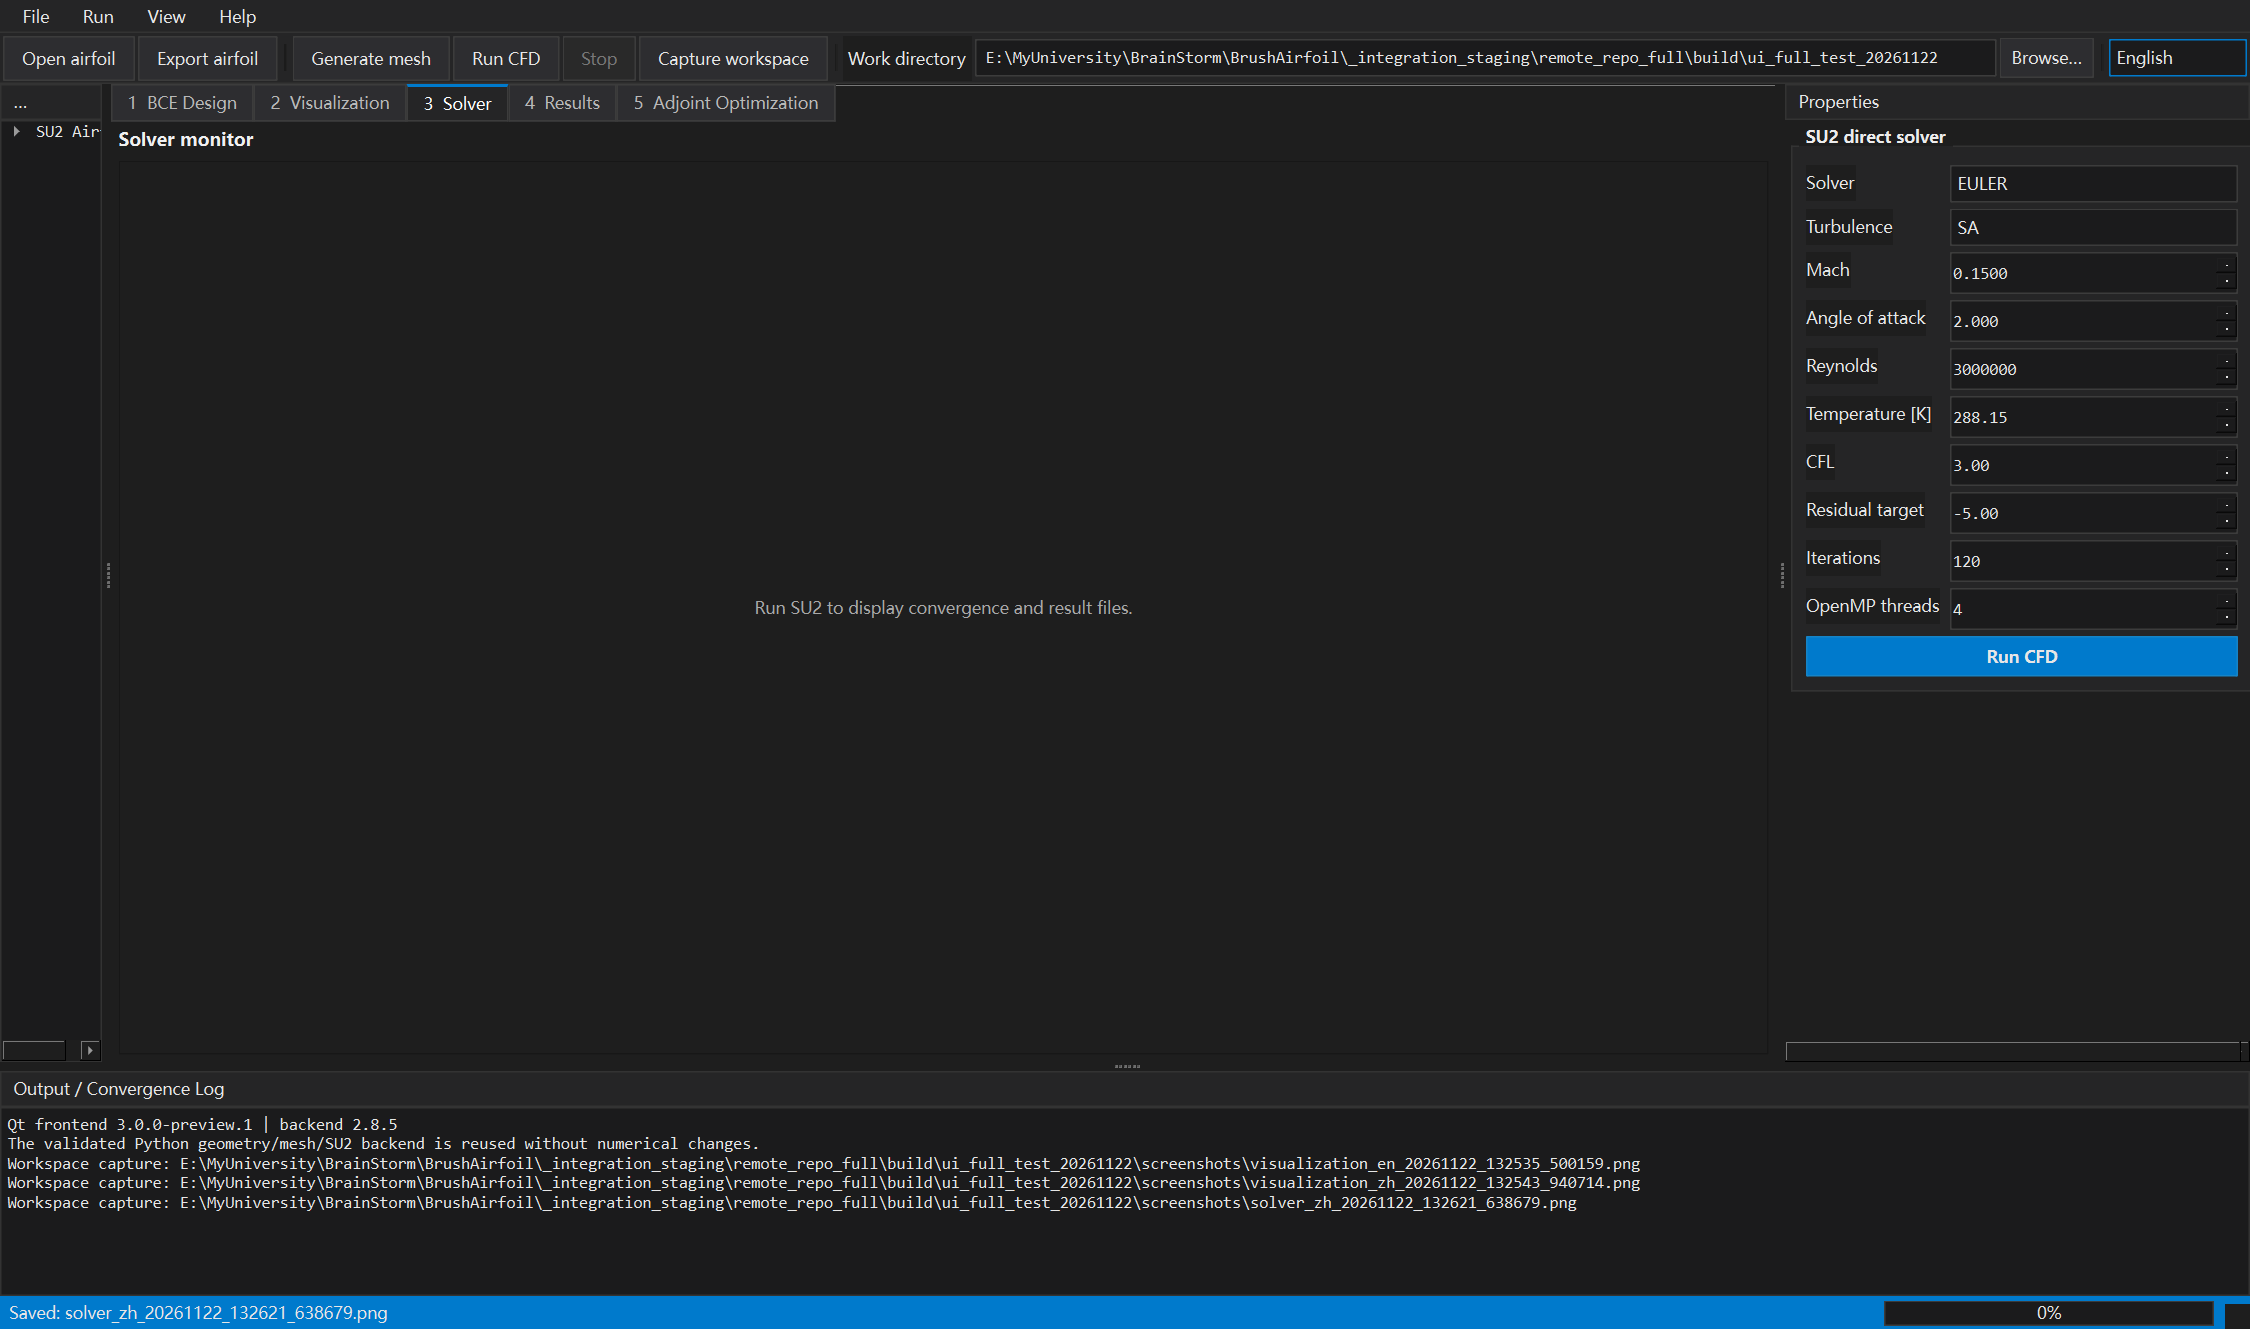 File Run View Help
Open airfoil Export airfoil Generate mesh Run CFD Stop Capture workspace Work directory E:\MyUniversity\BrainStorm\BrushAirfoil\_integration_staging\remote_repo_full\build\ui_full_test_20261122 Browse... English
... 1 BCE Design 2 Visualization 3 Solver 4 Results 5 Adjoint Optimization Properties
SU2 Air
Solver monitor
Run SU2 to display convergence and result files.
SU2 direct solver
Solver EULER
Turbulence SA
Mach 0.1500
Angle of attack 2.000
Reynolds 3000000
Temperature [K] 288.15
CFL 3.00
Residual target -5.00
Iterations 120
OpenMP threads 4
Run CFD
Output / Convergence Log
Qt frontend 3.0.0-preview.1 | backend 2.8.5
The validated Python geometry/mesh/SU2 backend is reused without numerical changes.
Workspace capture: E:\MyUniversity\BrainStorm\BrushAirfoil\_integration_staging\remote_repo_full\build\ui_full_test_20261122\screenshots\visualization_en_20261122_132535_500159.png
Workspace capture: E:\MyUniversity\BrainStorm\BrushAirfoil\_integration_staging\remote_repo_full\build\ui_full_test_20261122\screenshots\visualization_zh_20261122_132543_940714.png
Workspace capture: E:\MyUniversity\BrainStorm\BrushAirfoil\_integration_staging\remote_repo_full\build\ui_full_test_20261122\screenshots\solver_zh_20261122_132621_638679.png
Saved: solver_zh_20261122_132621_638679.png 0%